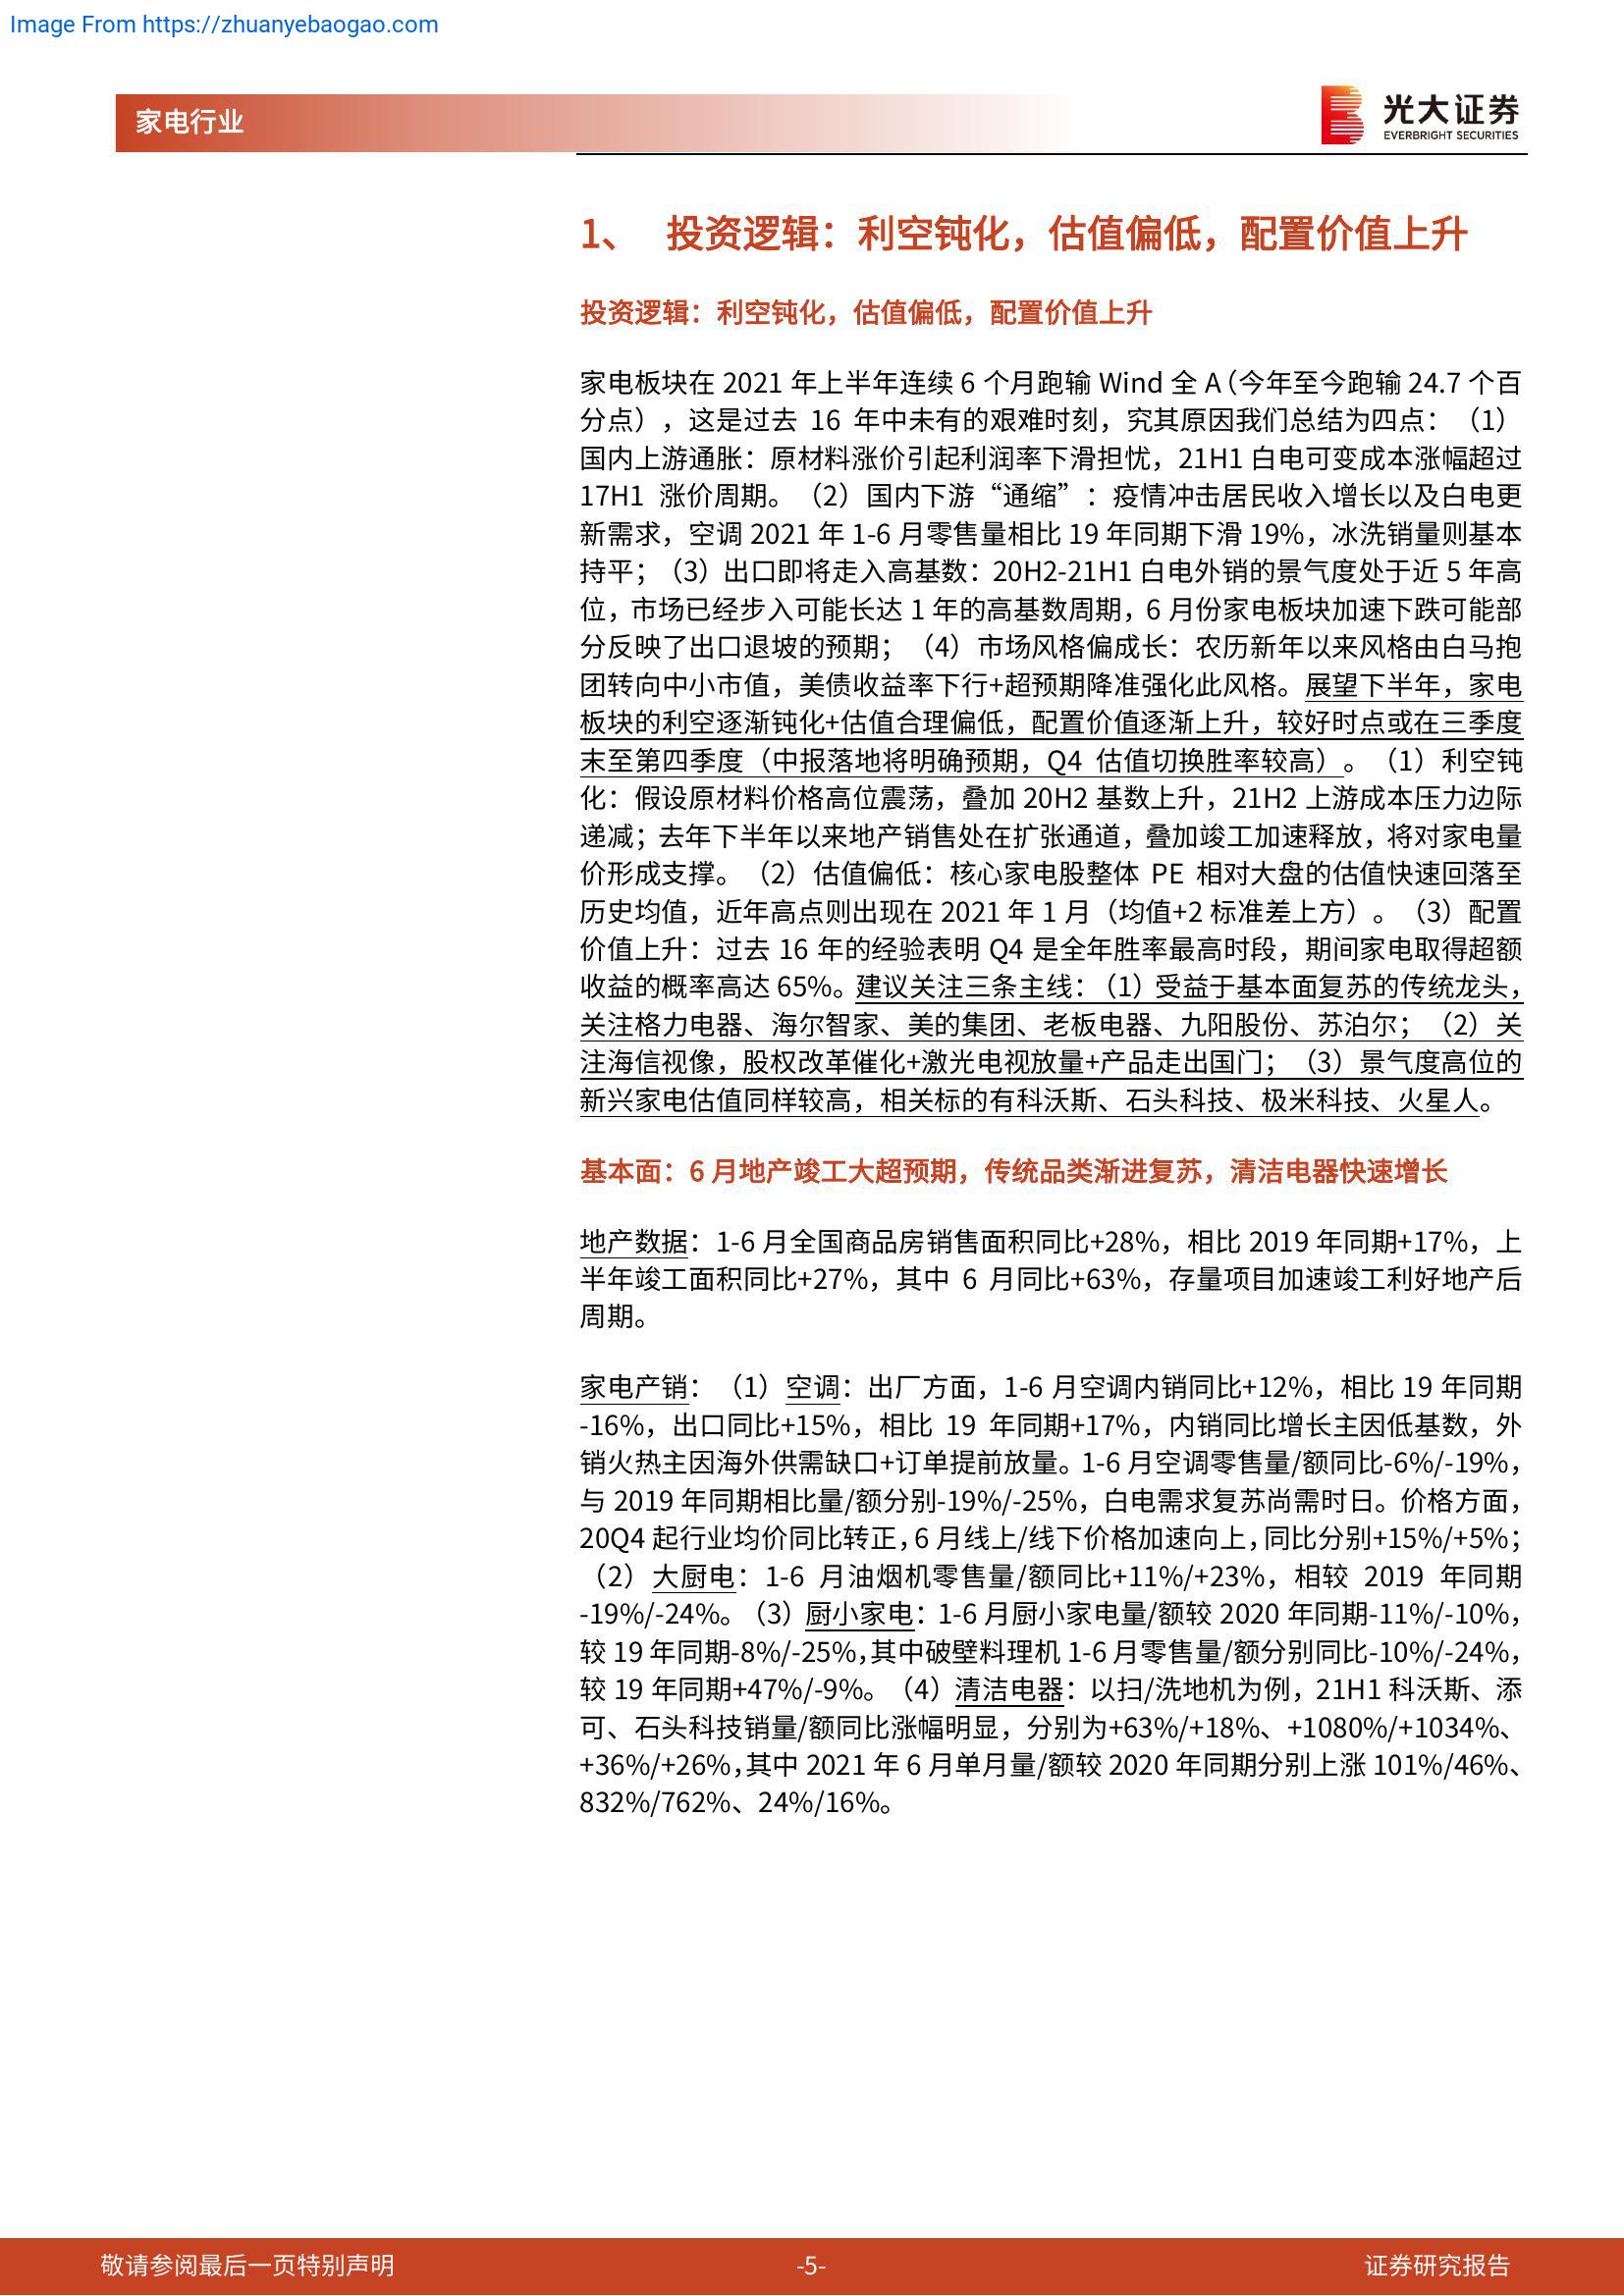 Image From https://zhuanyebaogao.com
家电行业
光大证券
EVERBRIGHT SECURITIES
1、 投资逻辑：利空钝化，估值偏低，配置价值上升
投资逻辑：利空钝化，估值偏低，配置价值上升
家电板块在 2021 年上半年连续 6 个月跑输 Wind 全 A（今年至今跑输 24.7 个百
分点），这是过去 16 年中未有的艰难时刻，究其原因我们总结为四点：（1）
国内上游通胀：原材料涨价引起利润率下滑担忧，21H1 白电可变成本涨幅超过
17H1 涨价周期。（2）国内下游“通缩”：疫情冲击居民收入增长以及白电更
新需求，空调 2021 年 1-6 月零售量相比 19 年同期下滑 19%，冰洗销量则基本
持平；（3）出口即将走入高基数：20H2-21H1 白电外销的景气度处于近 5 年高
位，市场已经步入可能长达 1 年的高基数周期，6 月份家电板块加速下跌可能部
分反映了出口退坡的预期；（4）市场风格偏成长：农历新年以来风格由白马抱
团转向中小市值，美债收益率下行+超预期降准强化此风格。展望下半年，家电
板块的利空逐渐钝化+估值合理偏低，配置价值逐渐上升，较好时点或在三季度
末至第四季度（中报落地将明确预期，Q4 估值切换胜率较高）。（1）利空钝
化：假设原材料价格高位震荡，叠加 20H2 基数上升，21H2 上游成本压力边际
递减；去年下半年以来地产销售处在扩张通道，叠加竣工加速释放，将对家电量
价形成支撑。（2）估值偏低：核心家电股整体 PE 相对大盘的估值快速回落至
历史均值，近年高点则出现在 2021 年 1 月（均值+2 标准差上方）。（3）配置
价值上升：过去 16 年的经验表明 Q4 是全年胜率最高时段，期间家电取得超额
收益的概率高达 65%。建议关注三条主线：（1）受益于基本面复苏的传统龙头，
关注格力电器、海尔智家、美的集团、老板电器、九阳股份、苏泊尔；（2）关
注海信视像，股权改革催化+激光电视放量+产品走出国门；（3）景气度高位的
新兴家电估值同样较高，相关标的有科沃斯、石头科技、极米科技、火星人。
基本面：6 月地产竣工大超预期，传统品类渐进复苏，清洁电器快速增长
地产数据：1-6 月全国商品房销售面积同比+28%，相比 2019 年同期+17%，上
半年竣工面积同比+27%，其中 6 月同比+63%，存量项目加速竣工利好地产后
周期。
家电产销：（1）空调：出厂方面，1-6 月空调内销同比+12%，相比 19 年同期
-16%，出口同比+15%，相比 19 年同期+17%，内销同比增长主因低基数，外
销火热主因海外供需缺口+订单提前放量。1-6 月空调零售量/额同比-6%/-19%，
与 2019 年同期相比量/额分别-19%/-25%，白电需求复苏尚需时日。价格方面，
20Q4 起行业均价同比转正，6 月线上/线下价格加速向上，同比分别+15%/+5%；
（2）大厨电：1-6 月油烟机零售量/额同比+11%/+23%，相较 2019 年同期
-19%/-24%。（3）厨小家电：1-6 月厨小家电量/额较 2020 年同期-11%/-10%，
较 19 年同期-8%/-25%，其中破壁料理机 1-6 月零售量/额分别同比-10%/-24%，
较 19 年同期+47%/-9%。（4）清洁电器：以扫/洗地机为例，21H1 科沃斯、添
可、石头科技销量/额同比涨幅明显，分别为+63%/+18%、+1080%/+1034%、
+36%/+26%，其中 2021 年 6 月单月量/额较 2020 年同期分别上涨 101%/46%、
832%/762%、24%/16%。
敬请参阅最后一页特别声明
-5-
证券研究报告